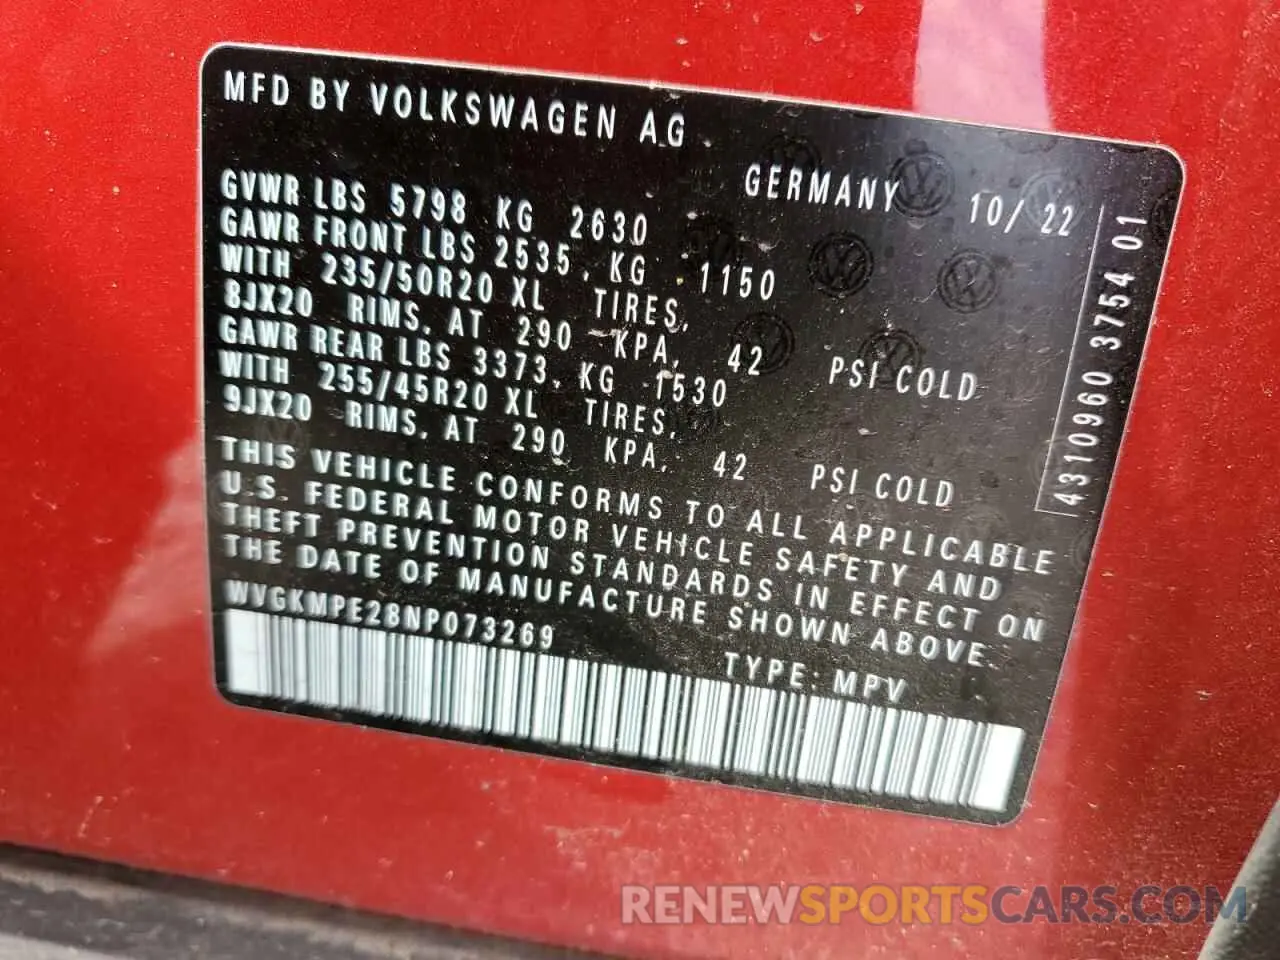 MFD BY VOLKSWAGEN AG
GERMANY 10/22
GVWR LBS 5798 KG 2630
GAWR FRONT LBS 2535, KG 1150
WITH 235/50R20 XL TIRES,
8JX20 RIMS, AT 290 KPA, 42 PSI COLD
GAWR REAR LBS 3373, KG 1530
WITH 255/45R20 XL TIRES,
9JX20 RIMS, AT 290 KPA, 42 PSI COLD
THIS VEHICLE CONFORMS TO ALL APPLICABLE
U.S. FEDERAL MOTOR VEHICLE SAFETY AND
THEFT PREVENTION STANDARDS IN EFFECT ON
THE DATE OF MANUFACTURE SHOWN ABOVE.
WVGKMPE28NP073269
TYPE: MPV
4310960 3754 01
RENEWSPORTSCARS.COM